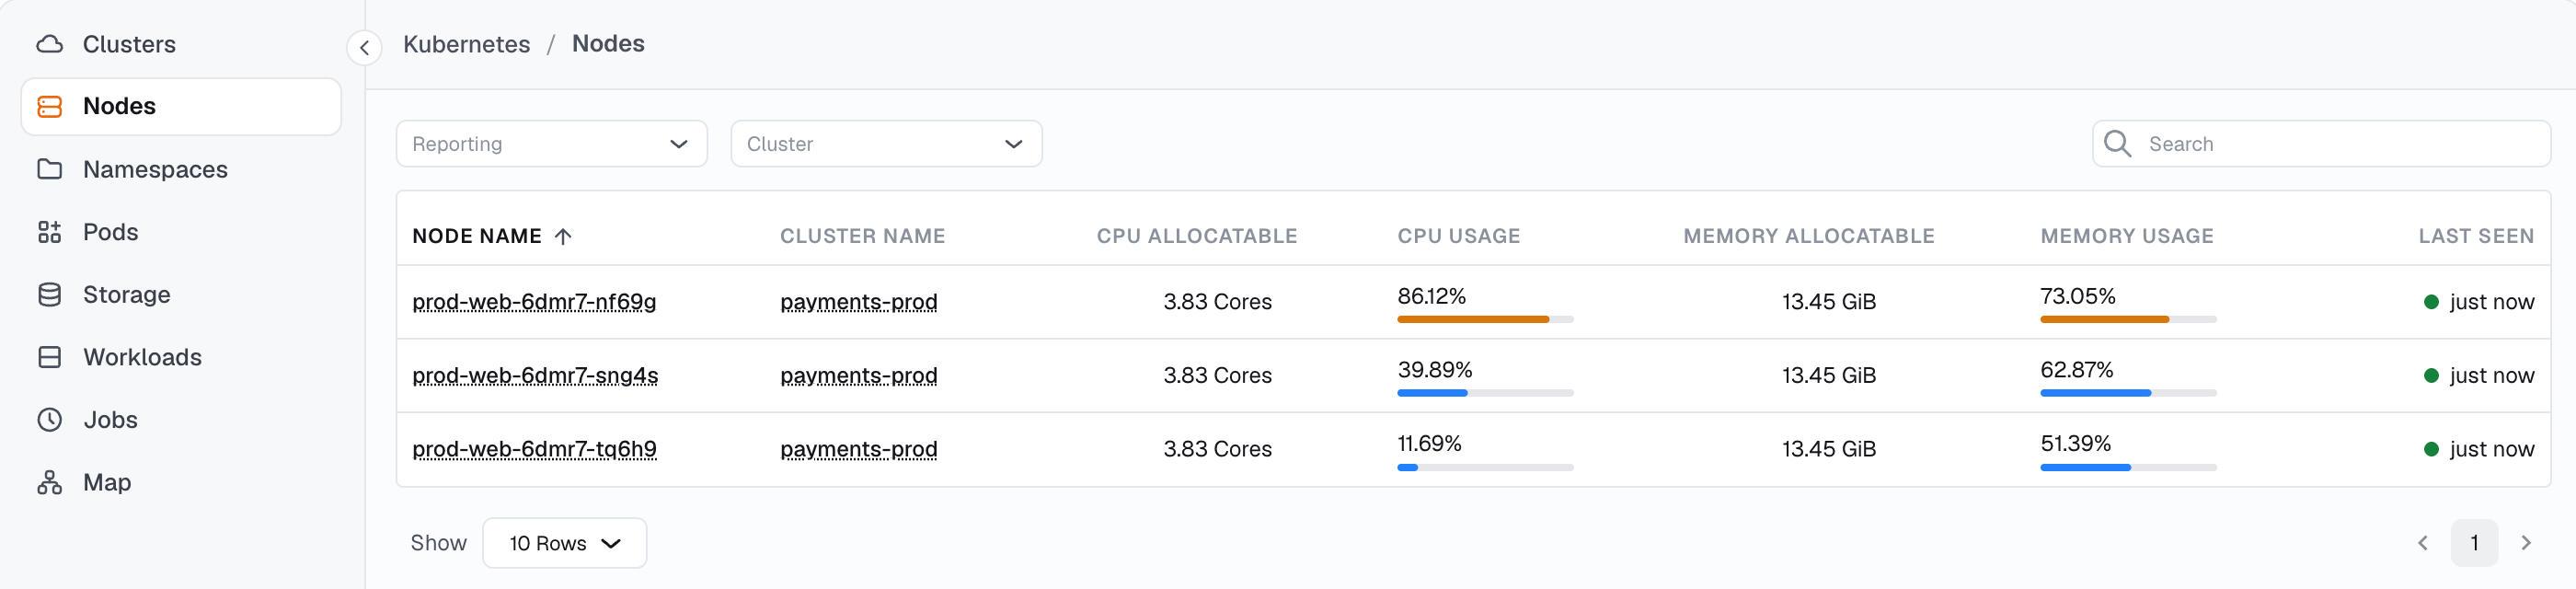 Clusters
Nodes
Namespaces
Pods
Storage
Workloads
Jobs
Map
Kubernetes / Nodes
Reporting
Cluster
Search
NODE NAME ↑ CLUSTER NAME CPU ALLOCATABLE CPU USAGE MEMORY ALLOCATABLE MEMORY USAGE LAST SEEN
prod-web-6dmr7-nf69g payments-prod 3.83 Cores 86.12% 13.45 GiB 73.05% just now
prod-web-6dmr7-sng4s payments-prod 3.83 Cores 39.89% 13.45 GiB 62.87% just now
prod-web-6dmr7-tq6h9 payments-prod 3.83 Cores 11.69% 13.45 GiB 51.39% just now
Show 10 Rows 1